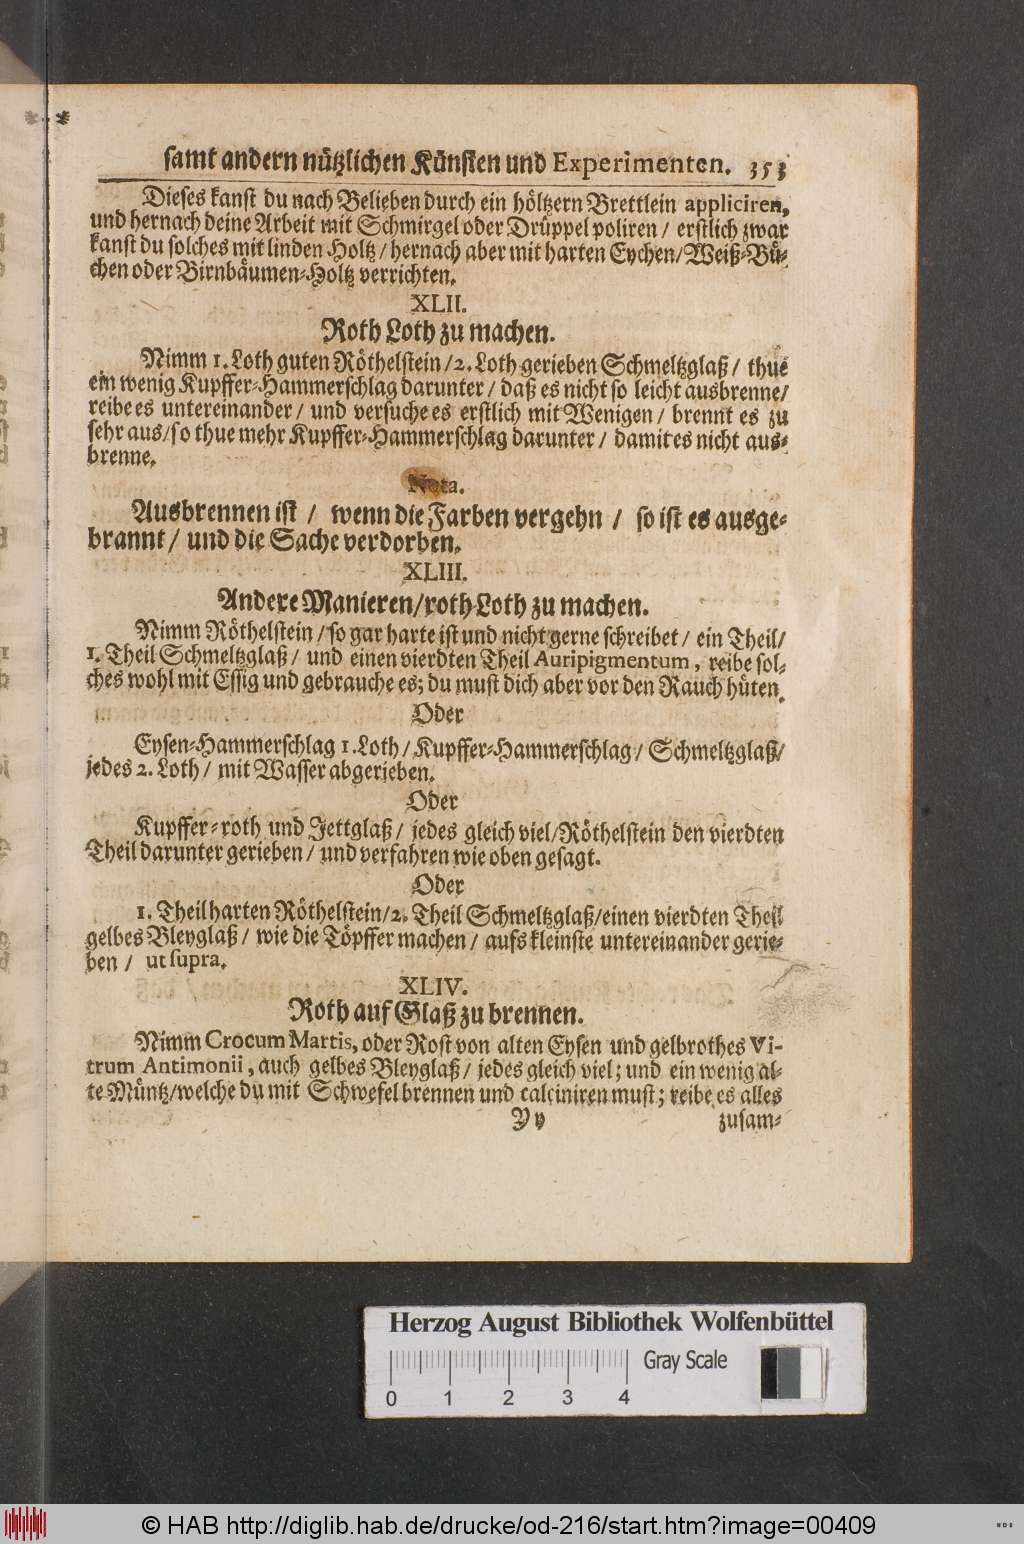 samt andern nützlichen Künsten und Experimenten. 353
Dieses kanst du nach Belieben durch ein höltzern Brettlein appliciren,
und hernach deine Arbeit mit Schmirgel oder Drüppel poliren / erstlich zwar
kanst du solches mit linden Holtz / hernach aber mit harten Eychen/Weiß-Bü-
chen oder Birnbäumen-Holtz verrichten.
XLII.
Roth Loth zu machen.
Nimm 1. Loth guten Röthelstein /2. Loth gerieben Schmeltzglaß / thue
ein wenig Kupffer-Hammerschlag darunter / daß es nicht so leicht ausbrenne/
reibe es untereinander / und versuche es erstlich mit Wenigen / brennt es zu
sehr aus/so thue mehr Kupffer-Hammerschlag darunter / damit es nicht aus-
brenne.
Nota.
Ausbrennen ist / wenn die Farben vergehn / so ist es ausge-
brannt / und die Sache verdorben.
XLIII.
Andere Manieren/roth Loth zu machen.
Nimm Röthelstein /so gar harte ist und nicht gerne schreibet / ein Theil/
1. Theil Schmeltzglaß / und einen vierdten Theil Auripigmentum, reibe sol-
ches wohl mit Essig und gebrauche es; du must dich aber vor den Rauch hüten.
Oder
Eysen-Hammerschlag 1. Loth / Kupffer-Hammerschlag / Schmeltzglaß/
jedes 2. Loth / mit Wasser abgerieben.
Oder
Kupffer-roth und Jettglaß / jedes gleich viel/Röthelstein den vierdten
Theil darunter gerieben / und verfahren wie oben gesagt.
Oder
1. Theil harten Röthelstein/2. Theil Schmeltzglaß/einen vierdten Theil
gelbes Bleyglaß / wie die Töpffer machen / aufs kleinste untereinander gerie-
ben / ut supra.
XLIV.
Roth auf Glaß zu brennen.
Nimm Crocum Martis, oder Rost von alten Eysen und gelbrothes Vi-
trum Antimonii, auch gelbes Bleyglaß / jedes gleich viel; und ein wenig al-
te Müntz/welche du mit Schwefel brennen und calciniren must; reibe es alles
Yy zusam-
Herzog August Bibliothek Wolfenbüttel
Gray Scale
0 1 2 3 4
© HAB http://diglib.hab.de/drucke/od-216/start.htm?image=00409